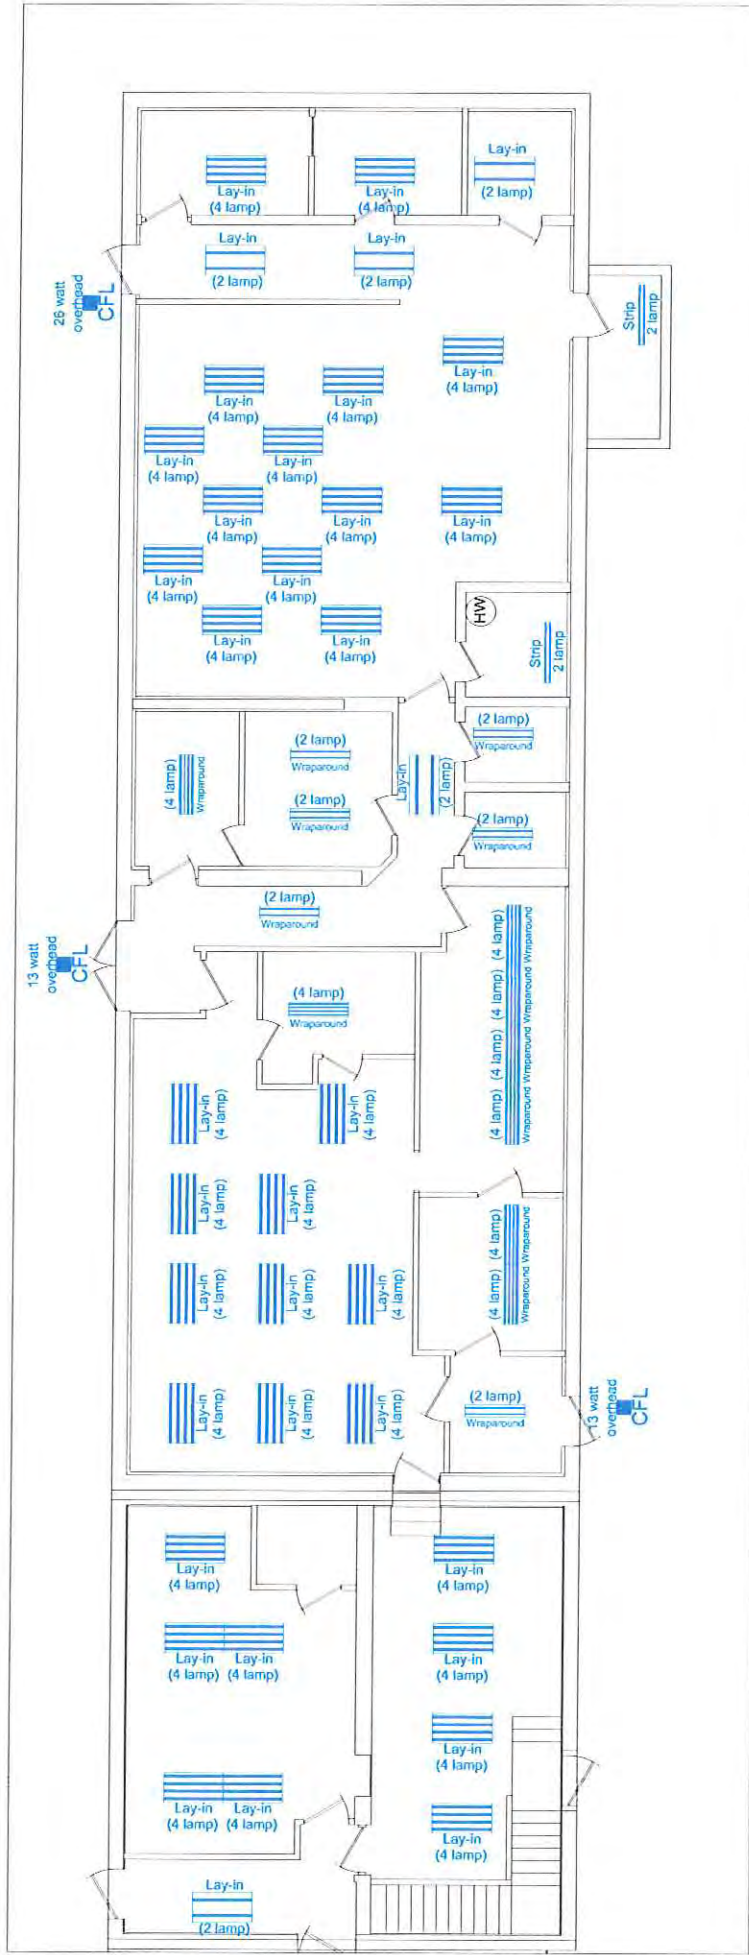 Lay-in
(4 lamp)
Lay-in
(4 lamp)
Lay-in
(2 lamp)
Lay-in
(2 lamp)
Lay-in
(2 lamp)
26 watt
overhead
CFL
Strip
2 lamp
Lay-in
(4 lamp)
Lay-in
(4 lamp)
Lay-in
(4 lamp)
Lay-in
(4 lamp)
Lay-in
(4 lamp)
Lay-in
(4 lamp)
Lay-in
(4 lamp)
Lay-in
(4 lamp)
Lay-in
(4 lamp)
Lay-in
(4 lamp)
Lay-in
(4 lamp)
Lay-in
(4 lamp)
HW
Strip
2 lamp
(4 lamp)
Wraparound
(2 lamp)
Wraparound
(2 lamp)
Wraparound
Lay-in
(2 lamp)
(2 lamp)
Wraparound
(2 lamp)
Wraparound
(2 lamp)
Wraparound
13 watt
overhead
CFL
(4 lamp)
Wraparound
(4 lamp) (4 lamp) (4 lamp) (4 lamp)
Wraparound Wraparound Wraparound Wraparound
Lay-in
(4 lamp)
Lay-in
(4 lamp)
Lay-in
(4 lamp)
Lay-in
(4 lamp)
Lay-in
(4 lamp)
Lay-in
(4 lamp)
Lay-in
(4 lamp)
(4 lamp) (4 lamp)
Wraparound Wraparound
Lay-in
(4 lamp)
Lay-in
(4 lamp)
Lay-in
(4 lamp)
(2 lamp)
Wraparound
13 watt
overhead
CFL
Lay-in
(4 lamp)
Lay-in
(4 lamp)
Lay-in Lay-in
(4 lamp) (4 lamp)
Lay-in
(4 lamp)
Lay-in
(4 lamp)
Lay-in Lay-in
(4 lamp) (4 lamp)
Lay-in
(4 lamp)
Lay-in
(2 lamp)